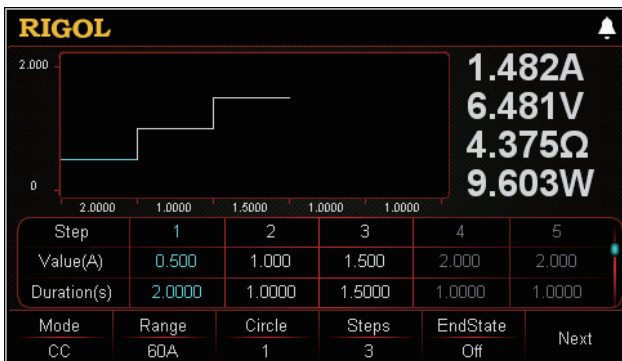 RIGOL
2.000
0
2.0000 1.0000 1.5000 1.0000 1.0000
1.482A
6.481V
4.375Ω
9.603W
Step 1 2 3 4 5
Value(A) 0.500 1.000 1.500 2.000 2.000
Duration(s) 2.0000 1.0000 1.5000 1.0000 1.0000
Mode Range Circle Steps EndState Next
CC 60A 1 3 Off